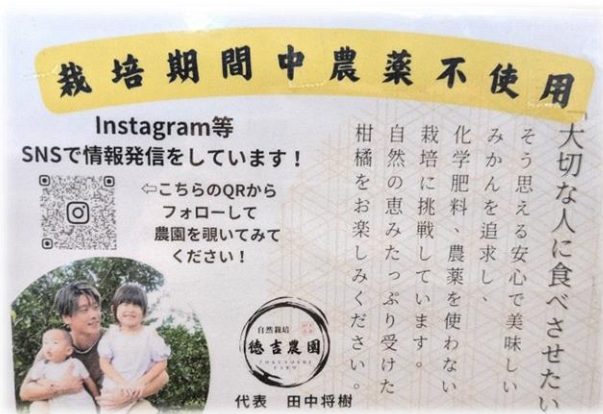 栽培期間中農薬不使用
Instagram等
SNSで情報発信をしています！
⇦こちらのQRから
フォローして
農園を覗いてみて
ください！
「大切な人に食べさせたい
そう思える安心で美味しい
みかんを追求し、
化学肥料、農薬を使わない
栽培に挑戦しています。
自然の恵みたっぷり受けた
柑橘をお楽しみください。
自然栽培
徳吉農園
TOKUYOSHI
FARM
代表 田中将樹